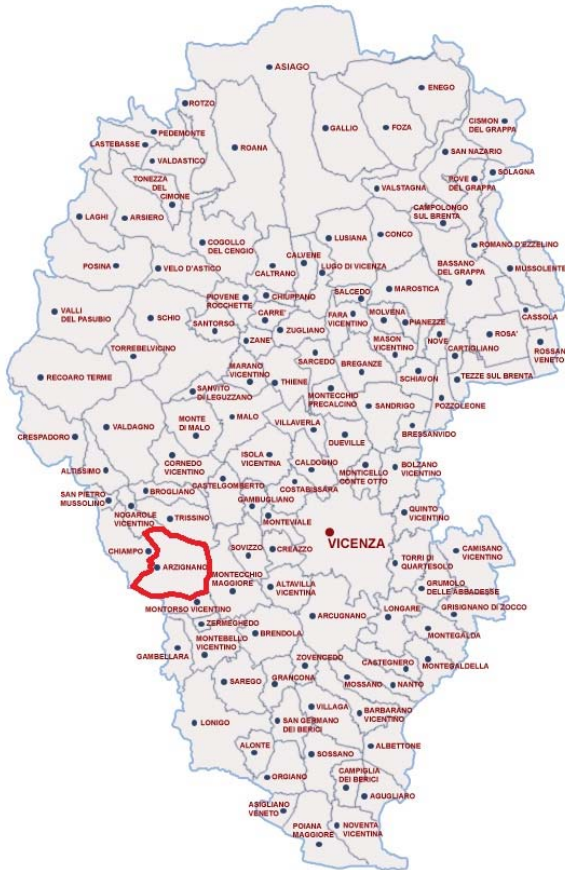 ASIAGO
ENEGO
ROTZO
GALLIO
FOZA
CISMON
DEL GRAPPA
PEDEMONTE
LASTEBASSE
ROANA
SAN NAZARIO
VALDASTICO
SOLAGNA
TONEZZA
DEL
CIMONE
POVE
DEL GRAPPA
VALSTAGNA
CAMPOLONGO
SUL BRENTA
LAGHI
ARSIERO
COGOLLO
DEL CENGIO
LUSIANA
CONCO
ROMANO D'EZZELINO
CALVENE
BASSANO
DEL GRAPPA
POSINA
VELO D'ASTICO
CALTRANO
LUGO DI VICENZA
MUSSOLENTE
SALCEDO
MAROSTICA
PIOVENE
ROCCHETTE
CHIUPPANO
VALLI
DEL PASUBIO
SCHIO
CARRE'
FARA
VICENTINO
MOLVENA
PIANEZZE
CASSOLA
SANTORSO
ZUGLIANO
MASON
VICENTINO
NOVE
ROSA'
ZANE'
CARTIGLIANO
ROSSANO
VENETO
TORREBELVICINO
SARCEDO
BREGANZE
MARANO
VICENTINO
SCHIAVON
TEZZE SUL BRENTA
RECOARO TERME
THIENE
SANVITO
DI LEGUZZANO
MONTECCHIO
PRECALCINO
SANDRIGO
POZZOLEONE
MONTE
DI MALO
MALO
VALDAGNO
VILLAVERLA
BRESSANVIDO
CRESPADORO
DUEVILLE
CORNEDO
VICENTINO
ISOLA
VICENTINA
CALDOGNO
MONTICELLO
CONTE OTTO
BOLZANO
VICENTINO
ALTISSIMO
CASTELGOMBERTO
COSTABISSARA
SAN PIETRO
MUSSOLINO
BROGLIANO
GAMBUGLIANO
NOGAROLE
VICENTINO
TRISSINO
MONTEVIALE
QUINTO
VICENTINO
VICENZA
CHIAMPO
SOVIZZO
CREAZZO
CAMISANO
VICENTINO
ARZIGNANO
TORRI DI
QUARTESOLO
MONTECCHIO
MAGGIORE
ALTAVILLA
VICENTINA
GRUMOLO
DELLE ABBADESSE
MONTORSO VICENTINO
ARCUGNANO
LONGARE
GRISIGNANO DI ZOCCO
ZERMEGHEDO
BRENDOLA
MONTEGALDA
MONTEBELLO
VICENTINO
GAMBELLARA
ZOVENCEDO
CASTEGNERO
MONTEGALDELLA
SAREGO
GRANCONA
MOSSANO
NANTO
VILLAGA
BARBARANO
VICENTINO
LONIGO
SAN GERMANO
DEI BERICI
ALBETTONE
ALONTE
SOSSANO
ORGIANO
CAMPIGLIA
DEI BERICI
AGUGLIARO
ASIGLIANO
VENETO
POIANA
MAGGIORE
NOVENTA
VICENTINA